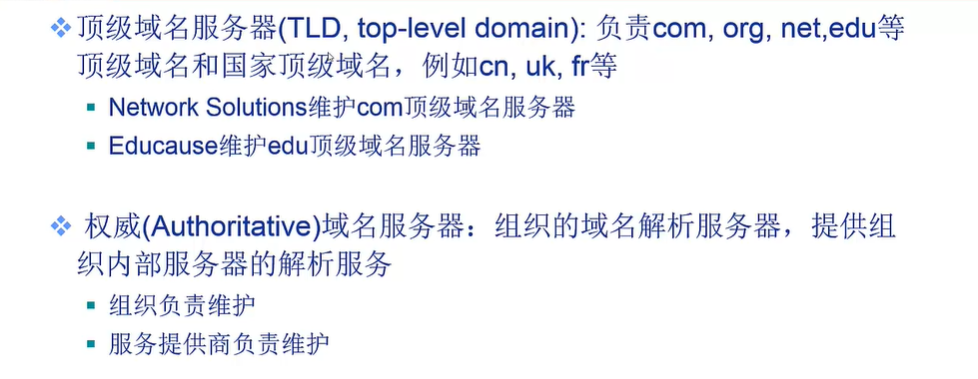 顶级域名服务器(TLD, top-level domain): 负责com, org, net,edu等
顶级域名和国家顶级域名，例如cn, uk, fr等
Network Solutions维护com顶级域名服务器
Educause维护edu顶级域名服务器
权威(Authoritative)域名服务器：组织的域名解析服务器，提供组
织内部服务器的解析服务
组织负责维护
服务提供商负责维护